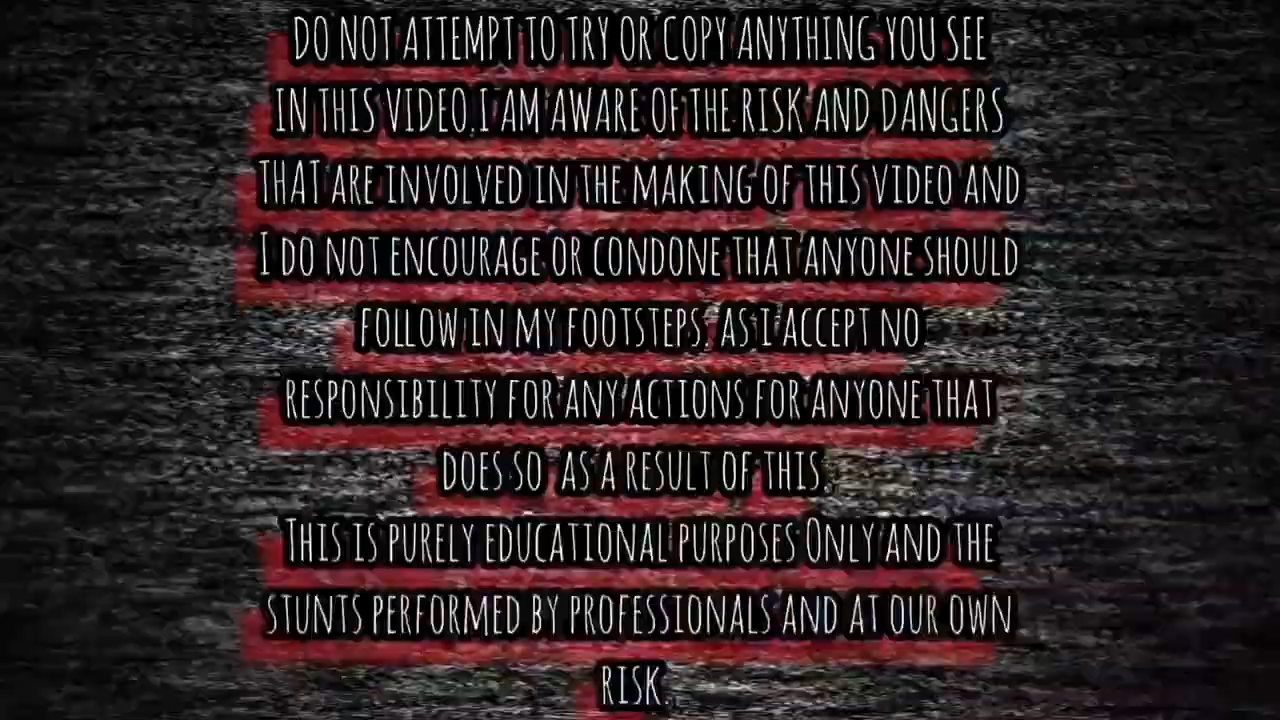 DO NOT ATTEMPT TO TRY OR COPY ANYTHING YOU SEE
IN THIS VIDEO,I AM AWARE OF THE RISK AND DANGERS
THAT ARE INVOLVED IN THE MAKING OF THIS VIDEO AND
I DO NOT ENCOURAGE OR CONDONE THAT ANYONE SHOULD
FOLLOW IN MY FOOTSTEPS, AS I ACCEPT NO
RESPONSIBILITY FOR ANY ACTIONS FOR ANYONE THAT
DOES SO AS A RESULT OF THIS.
THIS IS PURELY EDUCATIONAL PURPOSES ONLY AND THE
STUNTS PERFORMED BY PROFESSIONALS AND AT OUR OWN
RISK.